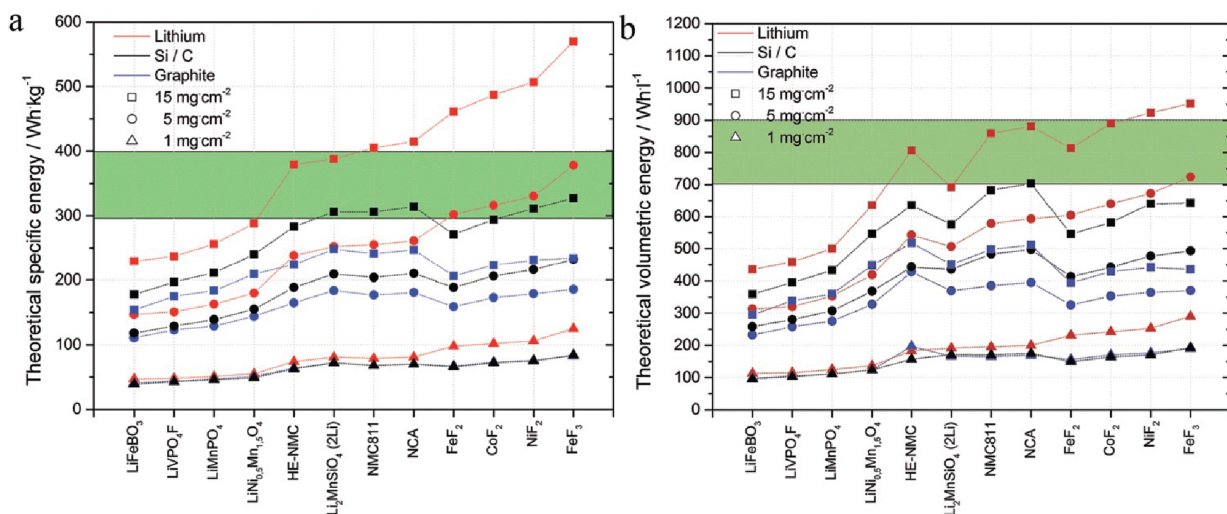 a
Theoretical specific energy / Wh·kg⁻¹
600
500
400
300
200
100
0
Lithium
Si / C
Graphite
15 mg·cm⁻²
5 mg·cm⁻²
1 mg·cm⁻²
LiFeBO₃
LiVPO₄F
LiMnPO₄
LiNi₀,₅Mn₁,₅O₄
HE-NMC
Li₂MnSiO₄ (2Li)
NMC811
NCA
FeF₂
CoF₂
NiF₂
FeF₃
b
Theoretical volumetric energy / Wh·l⁻¹
1200
1100
1000
900
800
700
600
500
400
300
200
100
0
Lithium
Si / C
Graphite
15 mg·cm⁻²
5 mg·cm⁻²
1 mg·cm⁻²
LiFeBO₃
LiVPO₄F
LiMnPO₄
LiNi₀,₅Mn₁,₅O₄
HE-NMC
Li₂MnSiO₄ (2Li)
NMC811
NCA
FeF₂
CoF₂
NiF₂
FeF₃